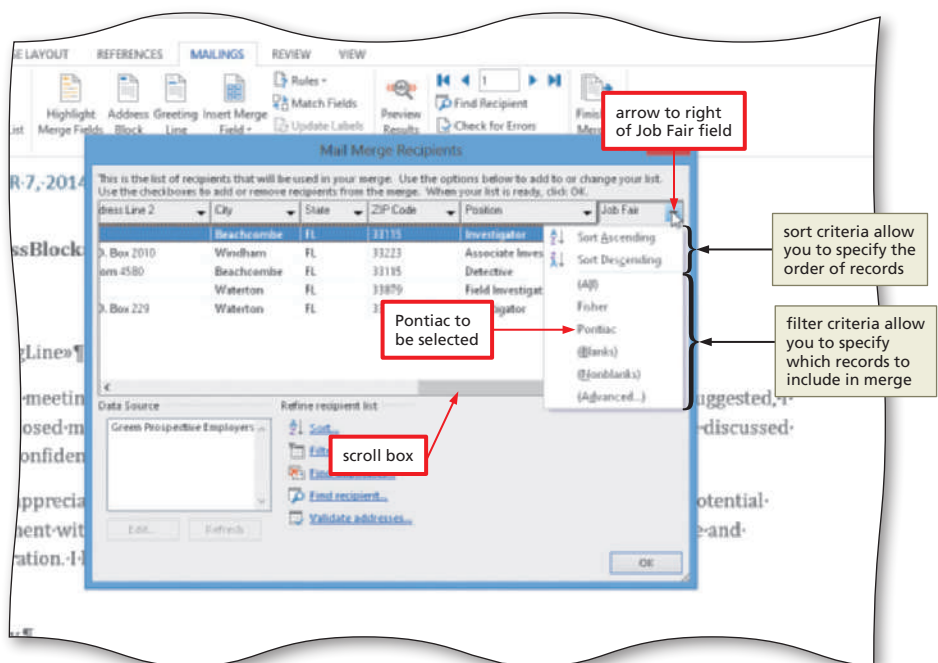 E LAYOUT REFERENCES MAILINGS REVIEW VIEW
Rules
Match Fields
Update Labels
Highlight Merge Fields
Address Block
Greeting Line
Insert Merge Field
Preview Results
1
Find Recipient
Check for Errors
arrow to right
of Job Fair field
Mail Merge Recipients
This is the list of recipients that will be used in your merge. Use the options below to add to or change your list.
Use the checkboxes to add or remove recipients from the merge. When your list is ready, click OK.
dress Line 2 City State ZIP Code Position Job Fair
Beachcombe FL 33115 Investigator
O. Box 2010 Windham FL 33223 Associate Inves
oom 4580 Beachcombe FL 33115 Detective
Waterton FL 33879 Field Investigat
O. Box 229 Waterton FL 3 igator
Sort Ascending
Sort Descending
(All)
Fisher
Pontiac
(Blanks)
(Nonblanks)
(Advanced...)
sort criteria allow
you to specify the
order of records
filter criteria allow
you to specify
which records to
include in merge
Pontiac to
be selected
scroll box
Data Source
Green Prospective Employers
Edit...
Refresh
Refine recipient list
Sort...
Find recipient...
Validate addresses...
OK
R·7,·2014
ssBlock
gLine»¶
·meetin
uggested,·I·
osed·m
·discussed·
onfiden
apprecia
otential·
ment·wit
e·and·
ration.·I·